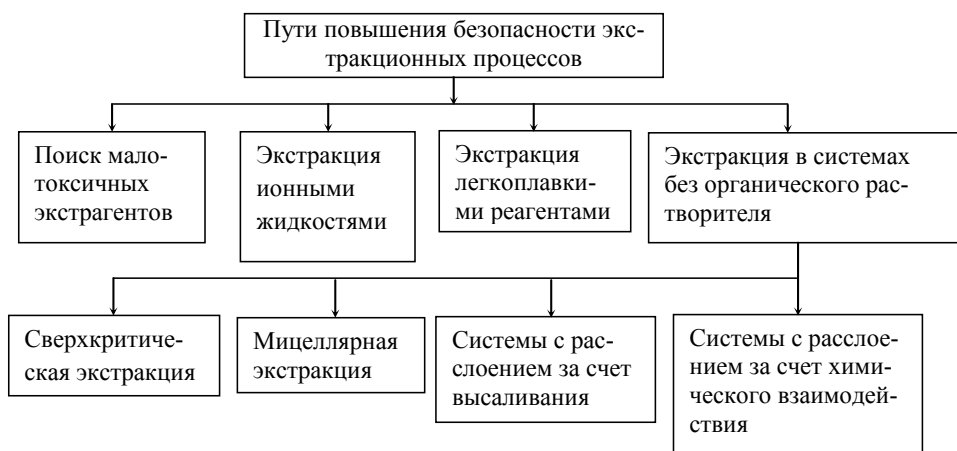 Пути повышения безопасности экс-
тракционных процессов
Поиск мало-
токсичных
экстрагентов
Экстракция
ионными
жидкостями
Экстракция
легкоплавки-
ми реагентами
Экстракция в системах
без органического рас-
творителя
Сверхкритиче-
ская экстракция
Мицеллярная
экстракция
Системы с рас-
слоением за счет
высаливания
Системы с расслое-
нием за счет хими-
ческого взаимодей-
ствия